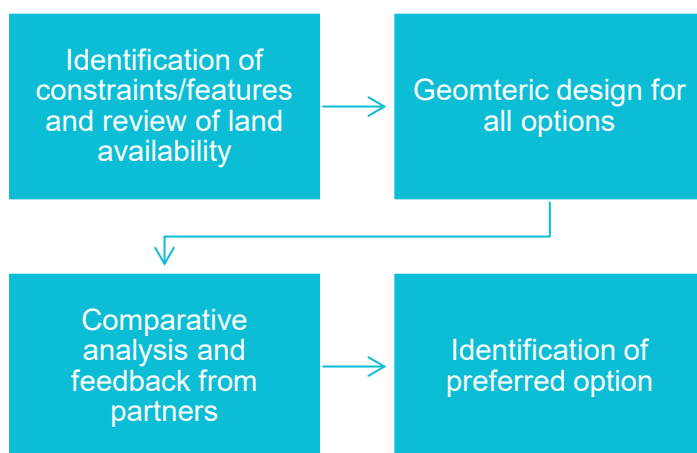 Identification of
constraints/features
and review of land
availability
Geomteric design for
all options
Comparative
analysis and
feedback from
partners
Identification of
preferred option